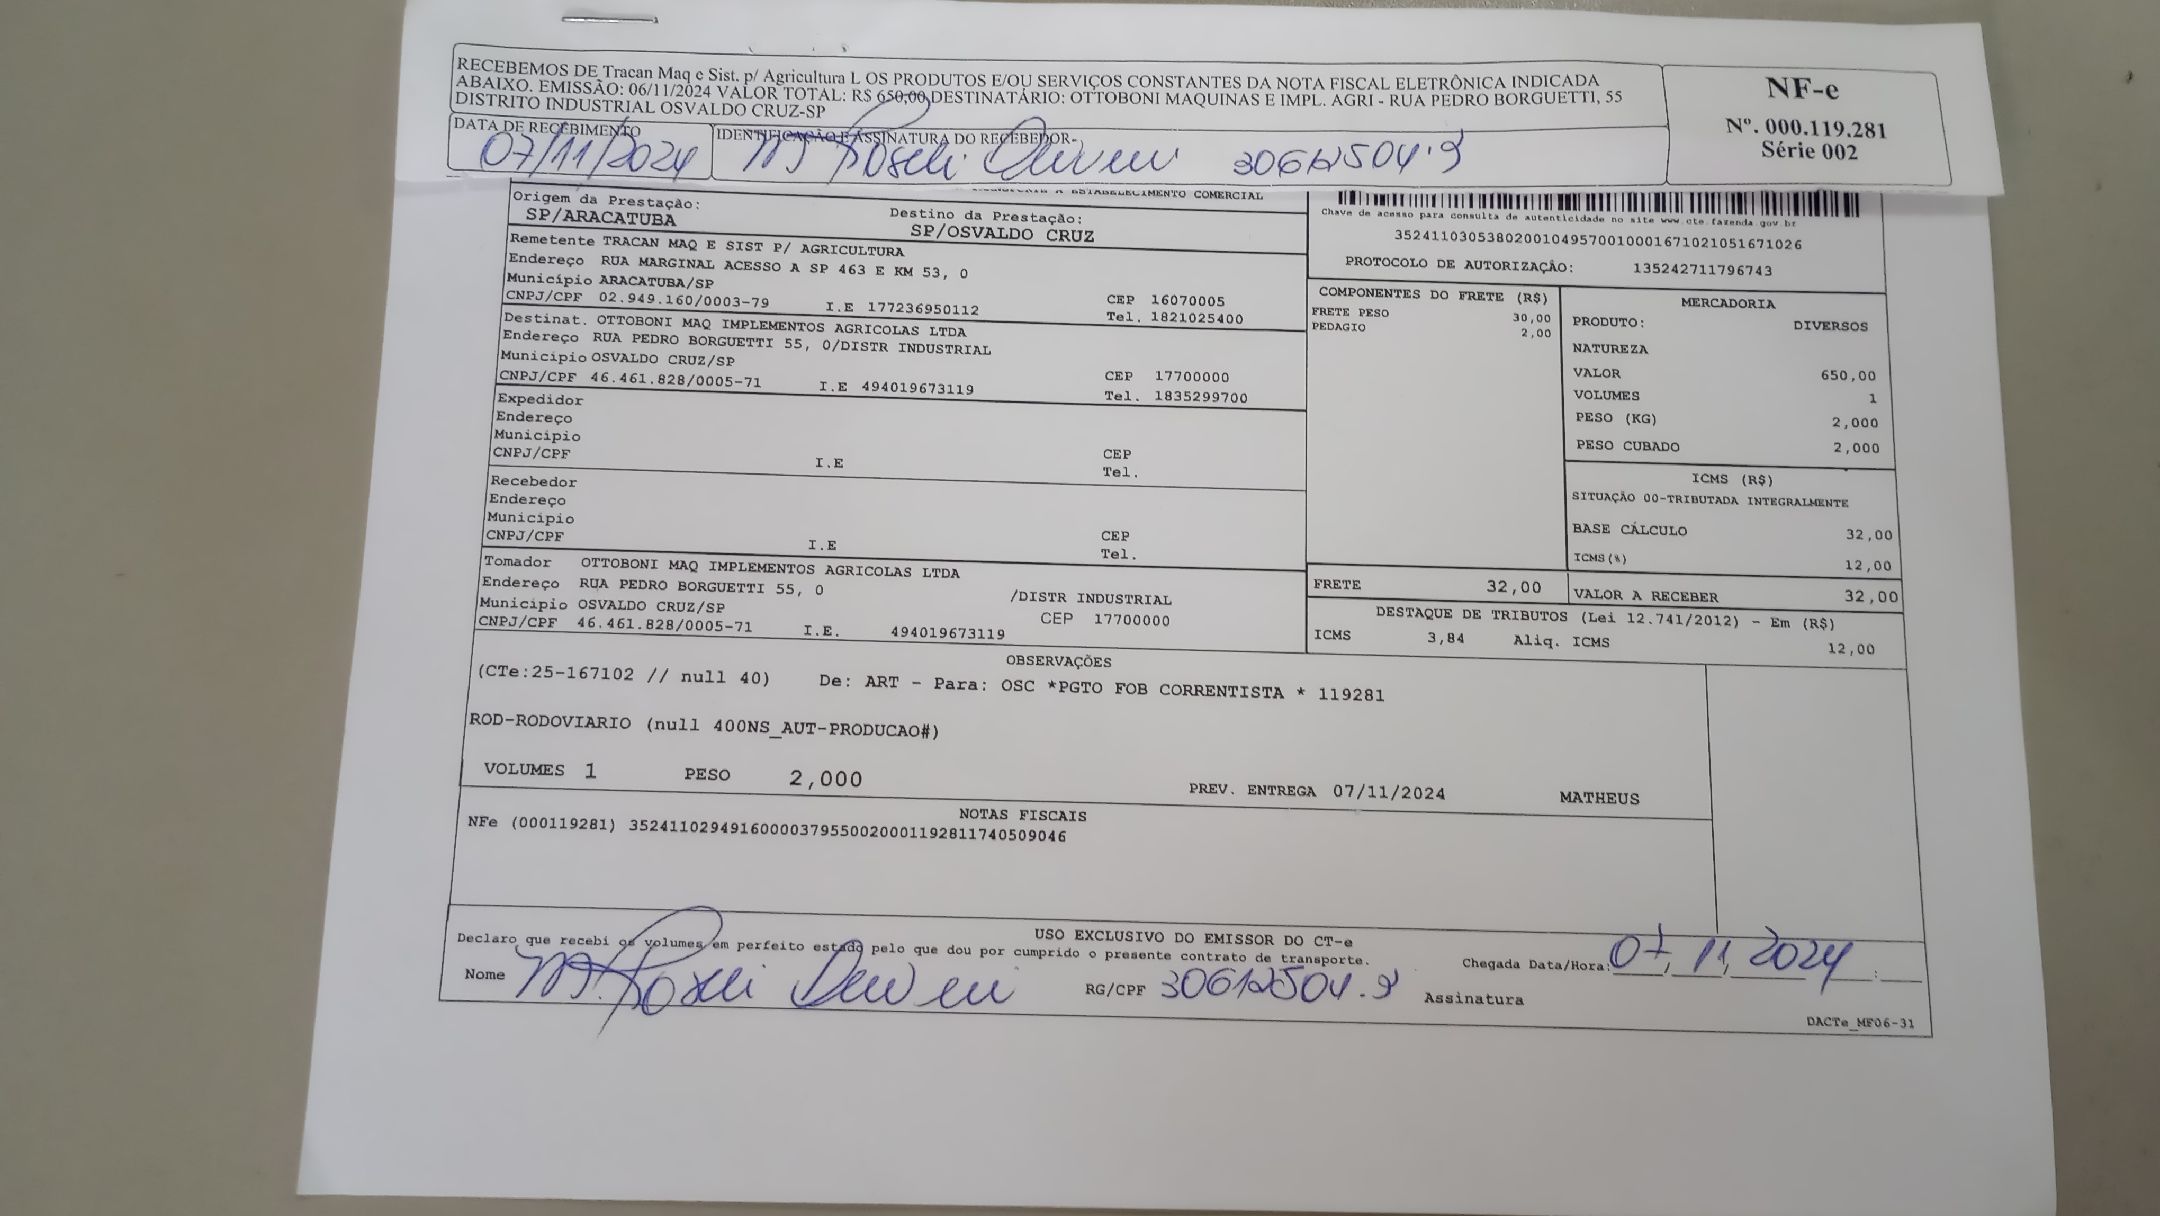 RECEBEMOS DE Tracan Maq e Sist. p/ Agricultura L OS PRODUTOS E/OU SERVIÇOS CONSTANTES DA NOTA FISCAL ELETRÔNICA INDICADA
ABAIXO. EMISSÃO: 06/11/2024 VALOR TOTAL: R$ 650,00 DESTINATÁRIO: OTTOBONI MAQUINAS E IMPL. AGRI - RUA PEDRO BORGUETTI, 55
DISTRITO INDUSTRIAL OSVALDO CRUZ-SP
NF-e
Nº. 000.119.281
Série 002
DATA DE RECEBIMENTO
07/11/2024
IDENTIFICAÇÃO E ASSINATURA DO RECEBEDOR
30612504.9
ESTABELECIMENTO COMERCIAL
Origem da Prestação:
SP/ARACATUBA
Destino da Prestação:
SP/OSVALDO CRUZ
Chave de acesso para consulta de autenticidade no site www.cte.fazenda.gov.br
35241103053802001049570010001671021051671026
PROTOCOLO DE AUTORIZAÇÃO: 135242711796743
Remetente TRACAN MAQ E SIST P/ AGRICULTURA
Endereço RUA MARGINAL ACESSO A SP 463 E KM 53, 0
Município ARACATUBA/SP CEP 16070005
CNPJ/CPF 02.949.160/0003-79 I.E 177236950112 Tel. 1821025400
Destinat. OTTOBONI MAQ IMPLEMENTOS AGRICOLAS LTDA
Endereço RUA PEDRO BORGUETTI 55, 0/DISTR INDUSTRIAL
Município OSVALDO CRUZ/SP CEP 17700000
CNPJ/CPF 46.461.828/0005-71 I.E 494019673119 Tel. 1835299700
Expedidor
Endereço
Município CEP
CNPJ/CPF I.E Tel.
Recebedor
Endereço
Município CEP
CNPJ/CPF I.E Tel.
Tomador OTTOBONI MAQ IMPLEMENTOS AGRICOLAS LTDA
Endereço RUA PEDRO BORGUETTI 55, 0 /DISTR INDUSTRIAL
Município OSVALDO CRUZ/SP CEP 17700000
CNPJ/CPF 46.461.828/0005-71 I.E. 494019673119
COMPONENTES DO FRETE (R$)
FRETE PESO 30,00
PEDAGIO 2,00
MERCADORIA
PRODUTO: DIVERSOS
NATUREZA
VALOR 650,00
VOLUMES 1
PESO (KG) 2,000
PESO CUBADO 2,000
ICMS (R$)
SITUAÇÃO 00-TRIBUTADA INTEGRALMENTE
BASE CÁLCULO 32,00
ICMS(%) 12,00
FRETE 32,00
VALOR A RECEBER 32,00
DESTAQUE DE TRIBUTOS (Lei 12.741/2012) - Em (R$)
ICMS 3,84 Aliq. ICMS 12,00
OBSERVAÇÕES
(CTe:25-167102 // null 40) De: ART - Para: OSC *PGTO FOB CORRENTISTA * 119281
ROD-RODOVIARIO (null 400NS_AUT-PRODUCAO#)
VOLUMES 1 PESO 2,000 PREV. ENTREGA 07/11/2024 MATHEUS
NOTAS FISCAIS
NFe (000119281) 35241102949160000379550020001192811740509046
USO EXCLUSIVO DO EMISSOR DO CT-e
Declaro que recebi os volumes em perfeito estado pelo que dou por cumprido o presente contrato de transporte.
Nome
RG/CPF 30612504.9 Assinatura
Chegada Data/Hora: 07, 11, 2024 :
DACTe_MF06-31